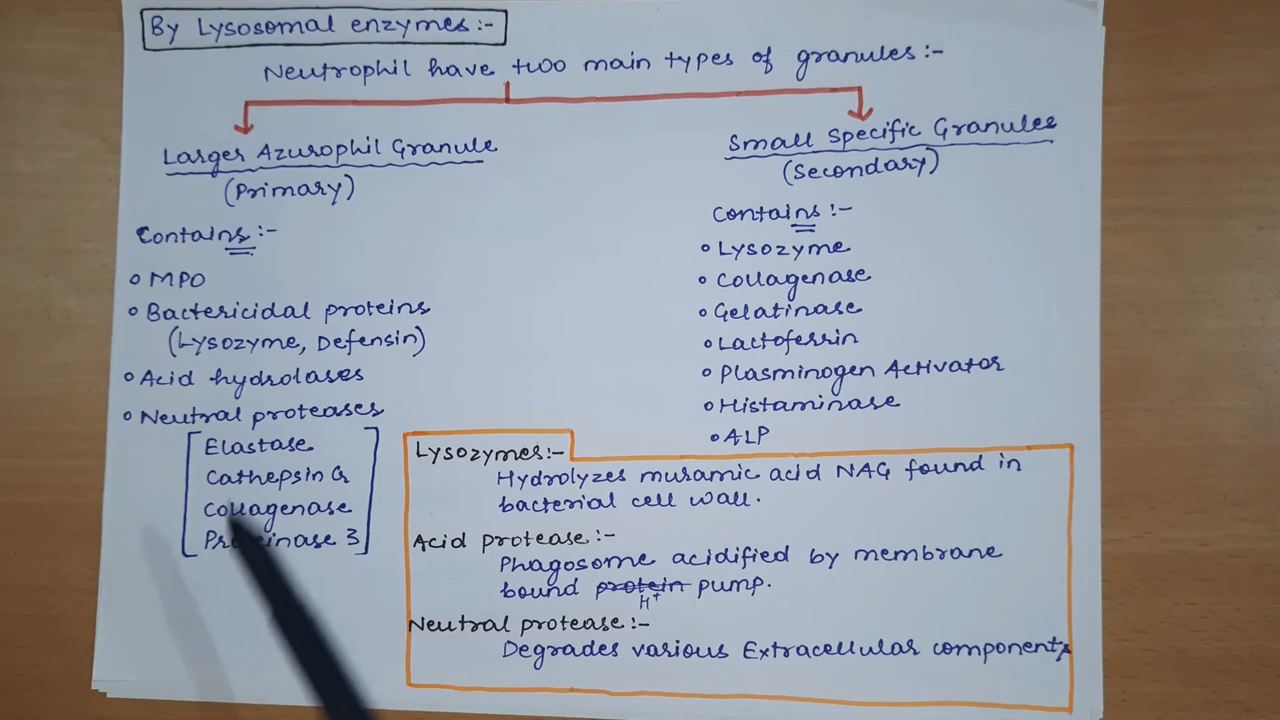 By Lysosomal enzymes:-
Neutrophil have two main types of granules:-
Larger Azurophil Granule
(Primary)
Contains:-
MPO
Bactericidal proteins
(Lysozyme, Defensin)
Acid hydrolases
Neutral proteases
Elastase
Cathepsin G
Collagenase
Proteinase 3
Small Specific Granules
(Secondary)
Contains:-
Lysozyme
Collagenase
Gelatinase
Lactoferrin
Plasminogen Activator
Histaminase
ALP
Lysozymes:-
Hydrolyzes muramic acid NAG found in
bacterial cell wall.
Acid protease:-
Phagosome acidified by membrane
bound protein pump.
H+
Neutral protease:-
Degrades various Extracellular components